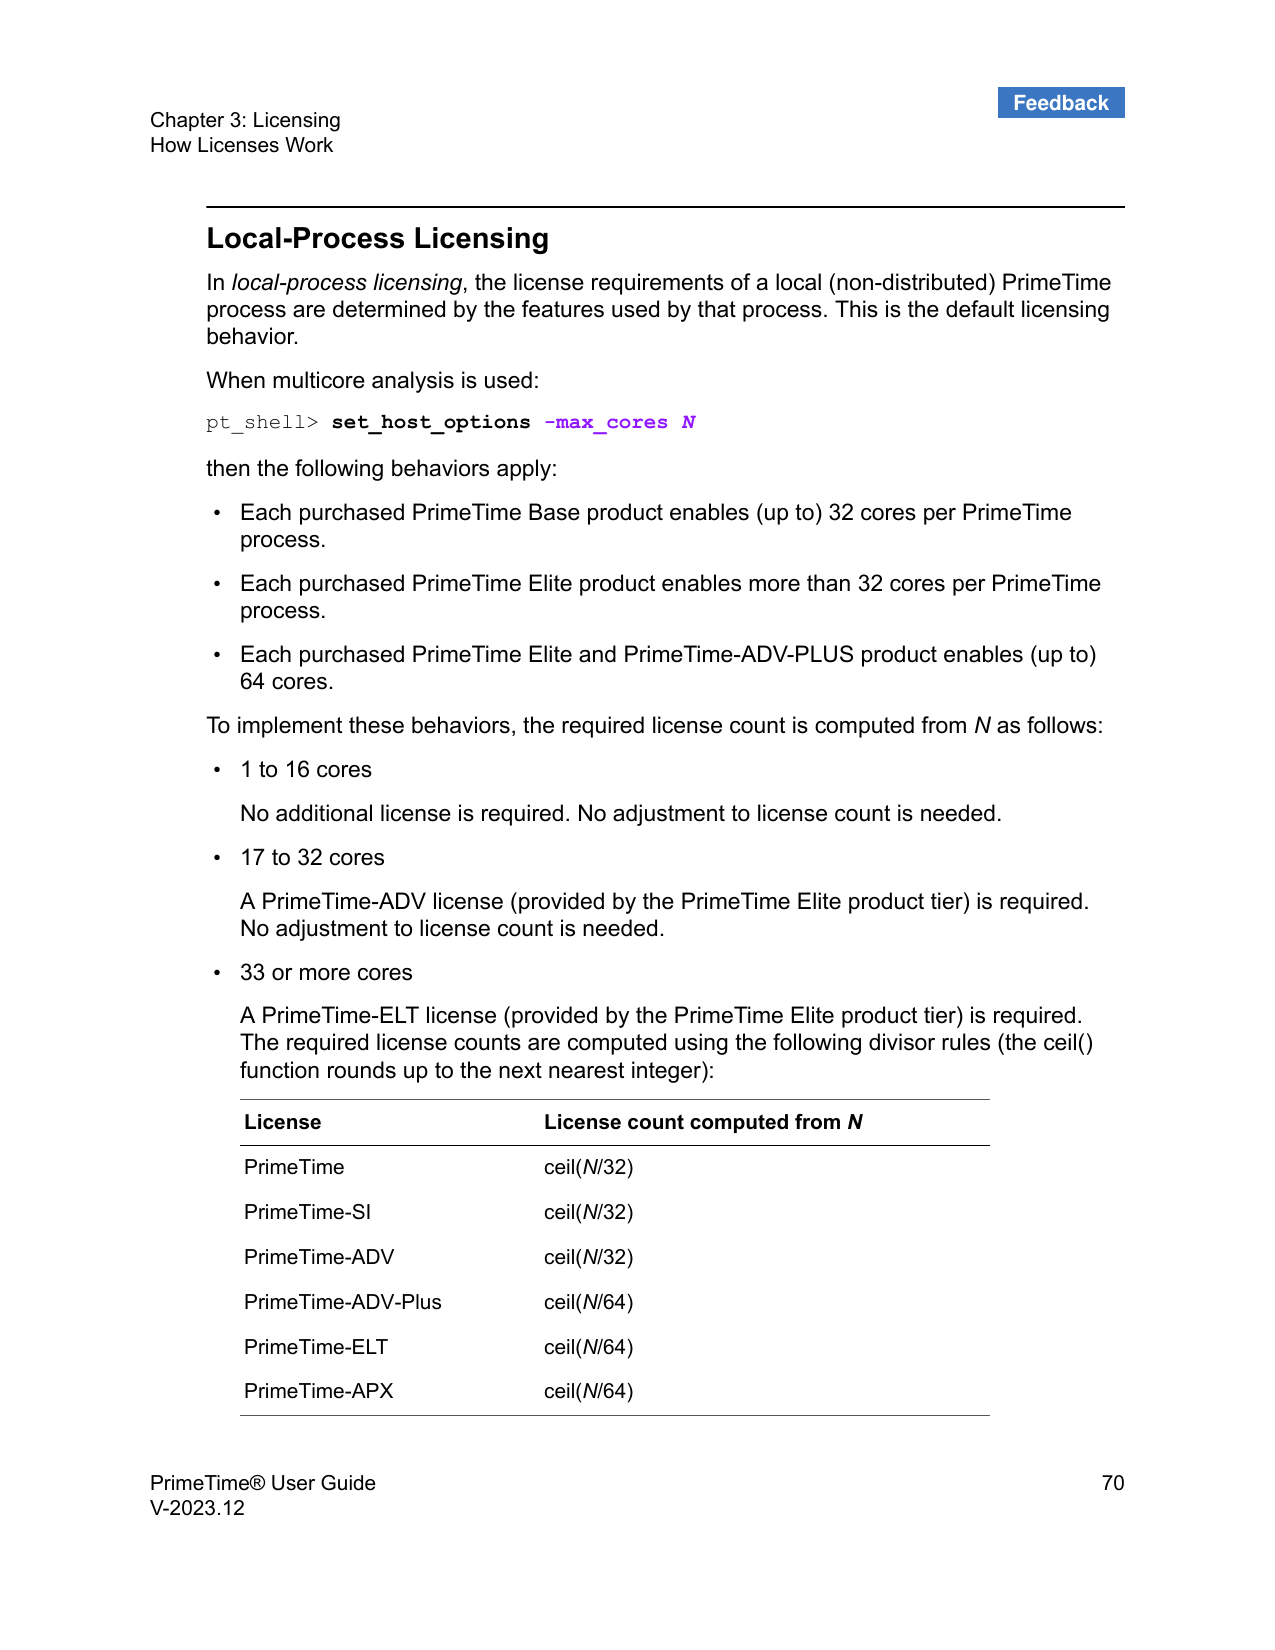 Feedback
Chapter 3: Licensing
How Licenses Work
Local-Process Licensing
In local-process licensing, the license requirements of a local (non-distributed) PrimeTime
process are determined by the features used by that process. This is the default licensing
behavior.
When multicore analysis is used:
pt_shell> set_host_options -max_cores N
then the following behaviors apply:
• Each purchased PrimeTime Base product enables (up to) 32 cores per PrimeTime
process.
• Each purchased PrimeTime Elite product enables more than 32 cores per PrimeTime
process.
• Each purchased PrimeTime Elite and PrimeTime-ADV-PLUS product enables (up to)
64 cores.
To implement these behaviors, the required license count is computed from N as follows:
• 1 to 16 cores
No additional license is required. No adjustment to license count is needed.
• 17 to 32 cores
A PrimeTime-ADV license (provided by the PrimeTime Elite product tier) is required.
No adjustment to license count is needed.
• 33 or more cores
A PrimeTime-ELT license (provided by the PrimeTime Elite product tier) is required.
The required license counts are computed using the following divisor rules (the ceil()
function rounds up to the next nearest integer):
License License count computed from N
PrimeTime ceil(N/32)
PrimeTime-SI ceil(N/32)
PrimeTime-ADV ceil(N/32)
PrimeTime-ADV-Plus ceil(N/64)
PrimeTime-ELT ceil(N/64)
PrimeTime-APX ceil(N/64)
PrimeTime® User Guide 70
V-2023.12